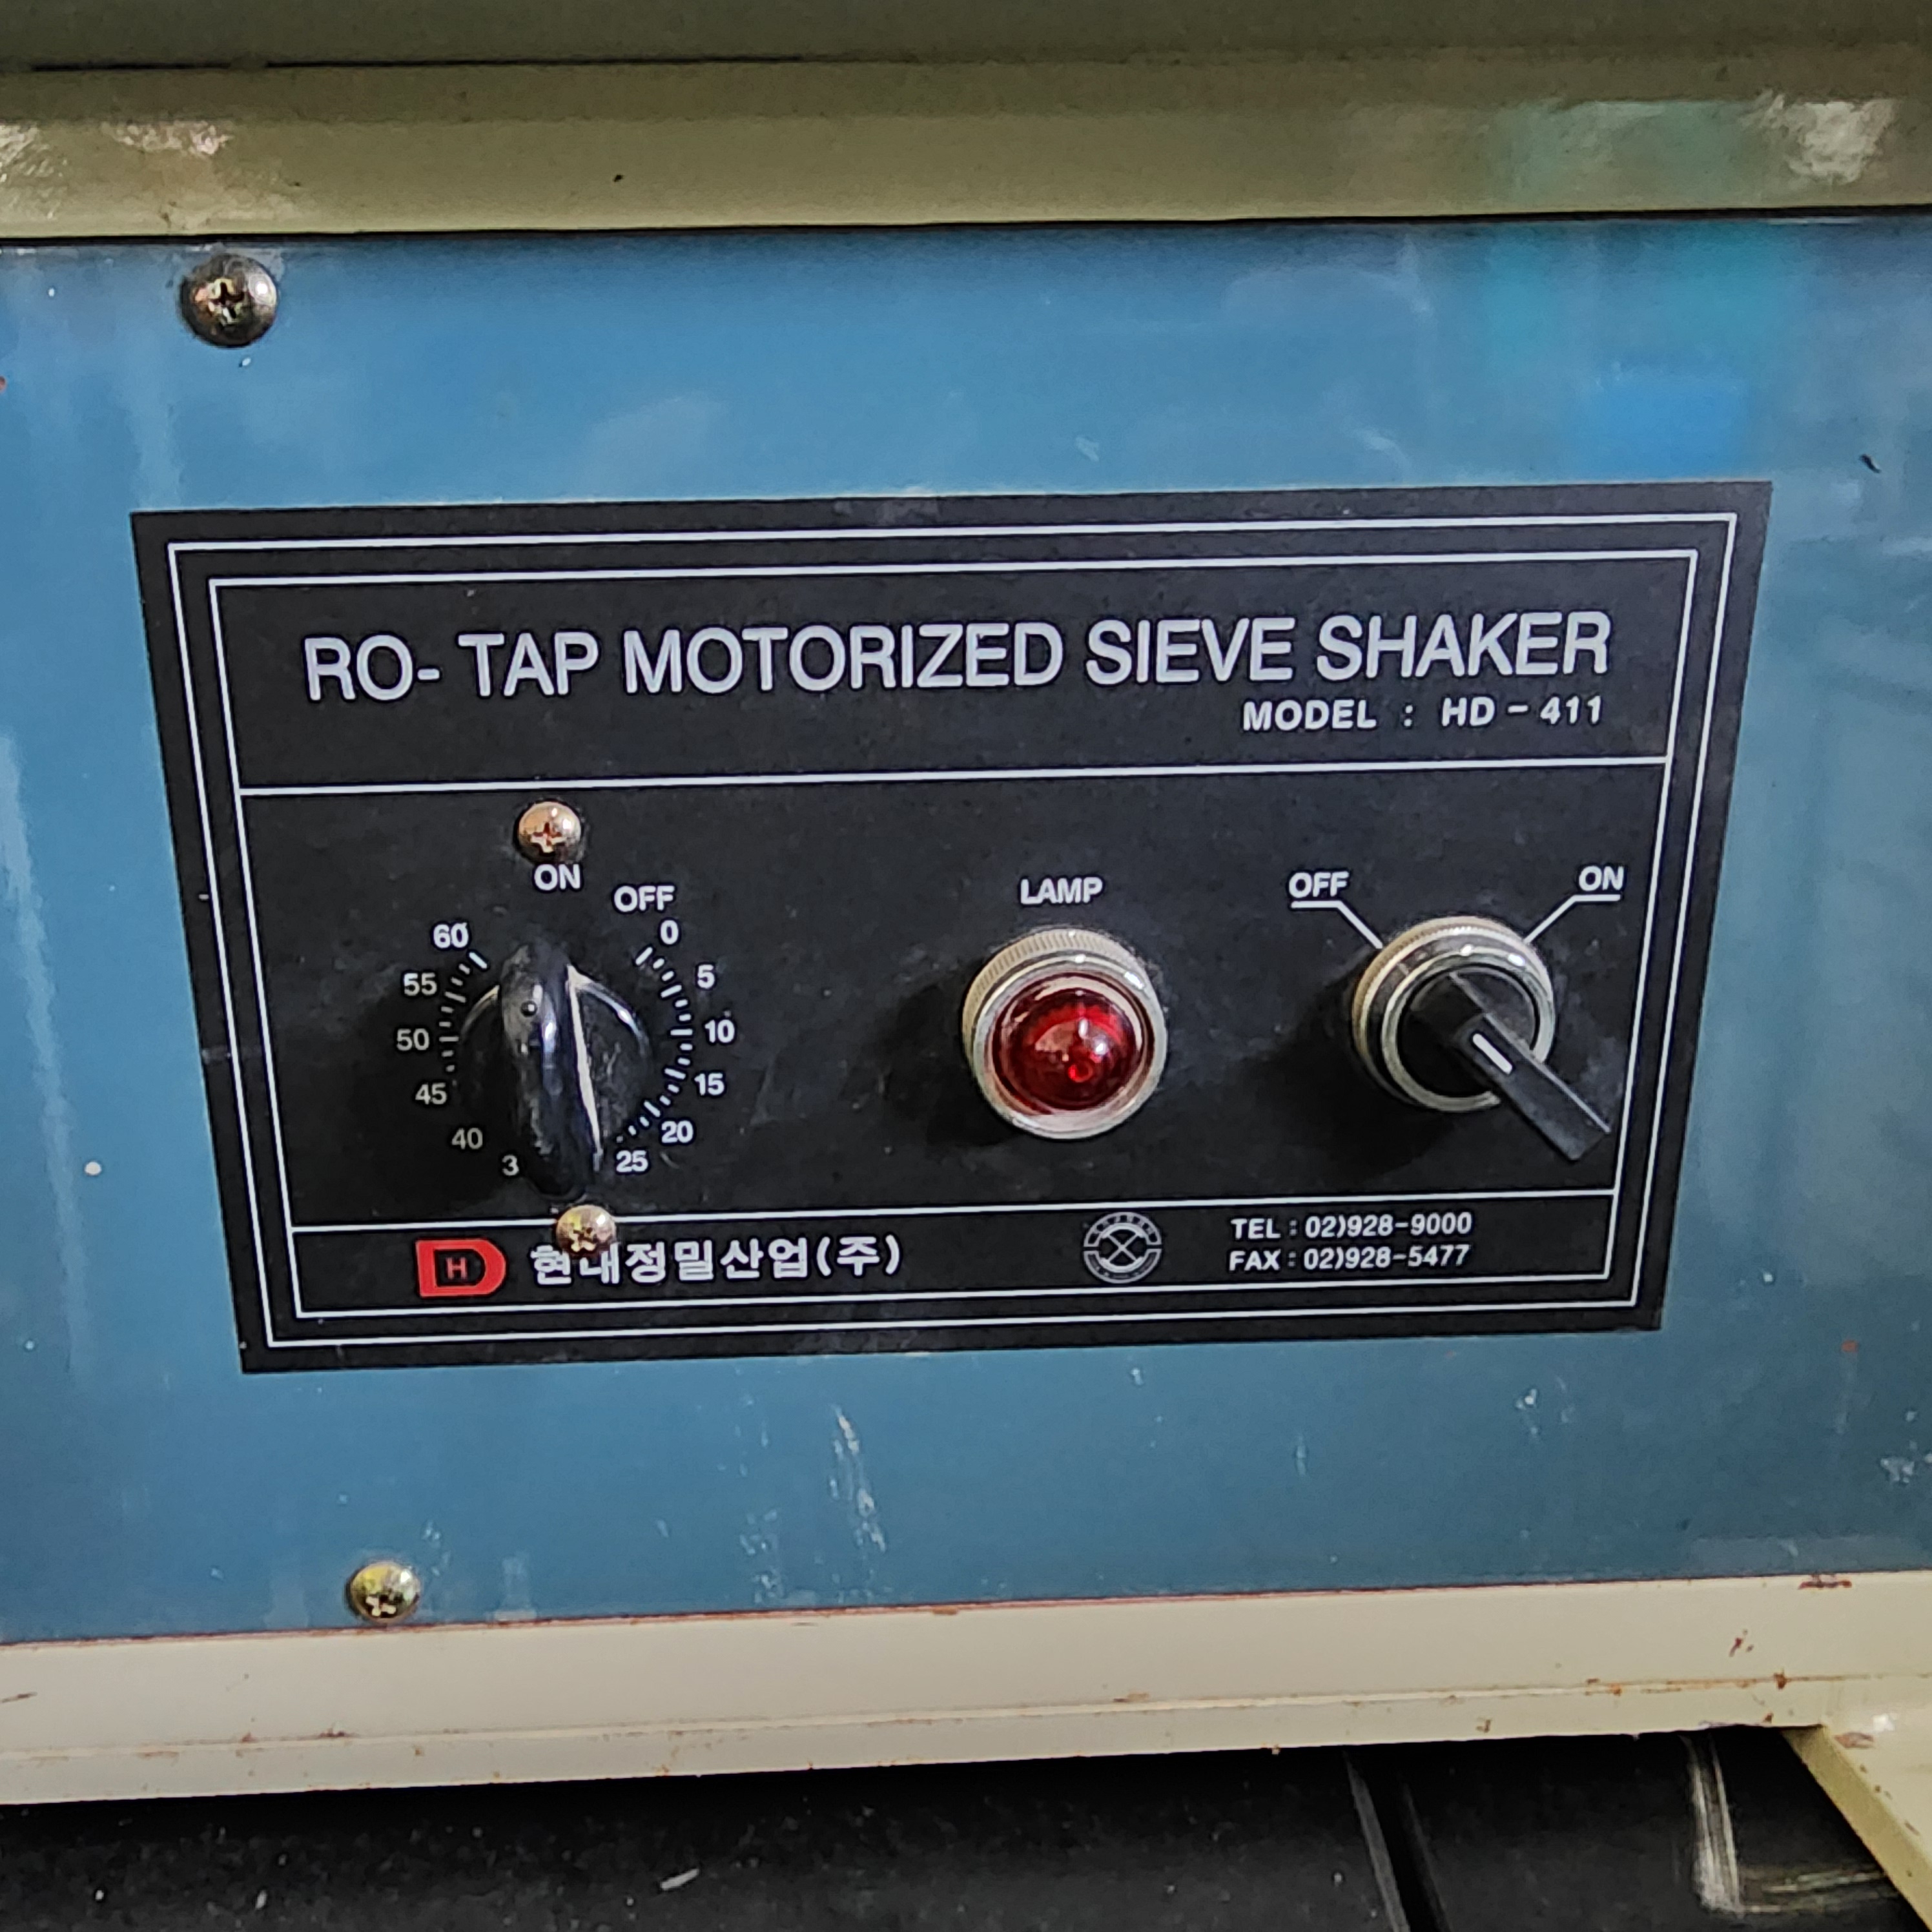 RO- TAP MOTORIZED SIEVE SHAKER
MODEL : HD-411
ON
OFF
0
5
10
15
20
25
3
40
45
50
55
60
LAMP
OFF
ON
H
현대정밀산업(주)
TEL : 02)928-9000
FAX : 02)928-5477